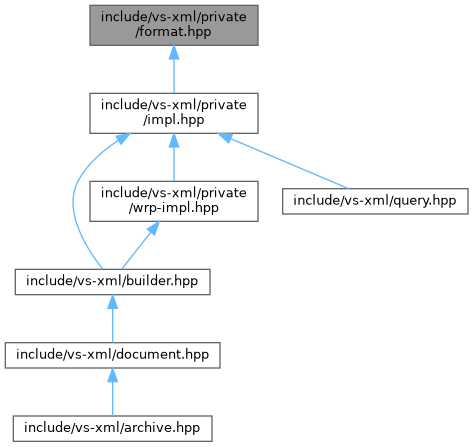 include/vs-xml/private
/format.hpp
include/vs-xml/private
/impl.hpp
include/vs-xml/private
/wrp-impl.hpp
include/vs-xml/query.hpp
include/vs-xml/builder.hpp
include/vs-xml/document.hpp
include/vs-xml/archive.hpp